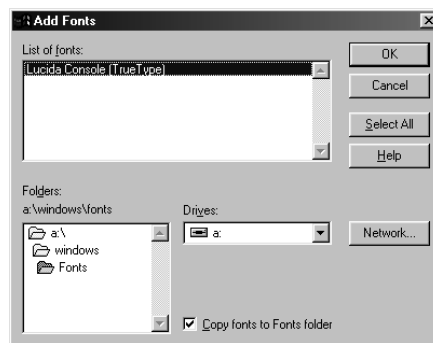 Add Fonts
List of fonts:
Lucida Console (TrueType)
OK
Cancel
Select All
Help
Folders:
a:\windows\fonts
a:\
windows
Fonts
Drives:
a:
Network...
Copy fonts to Fonts folder